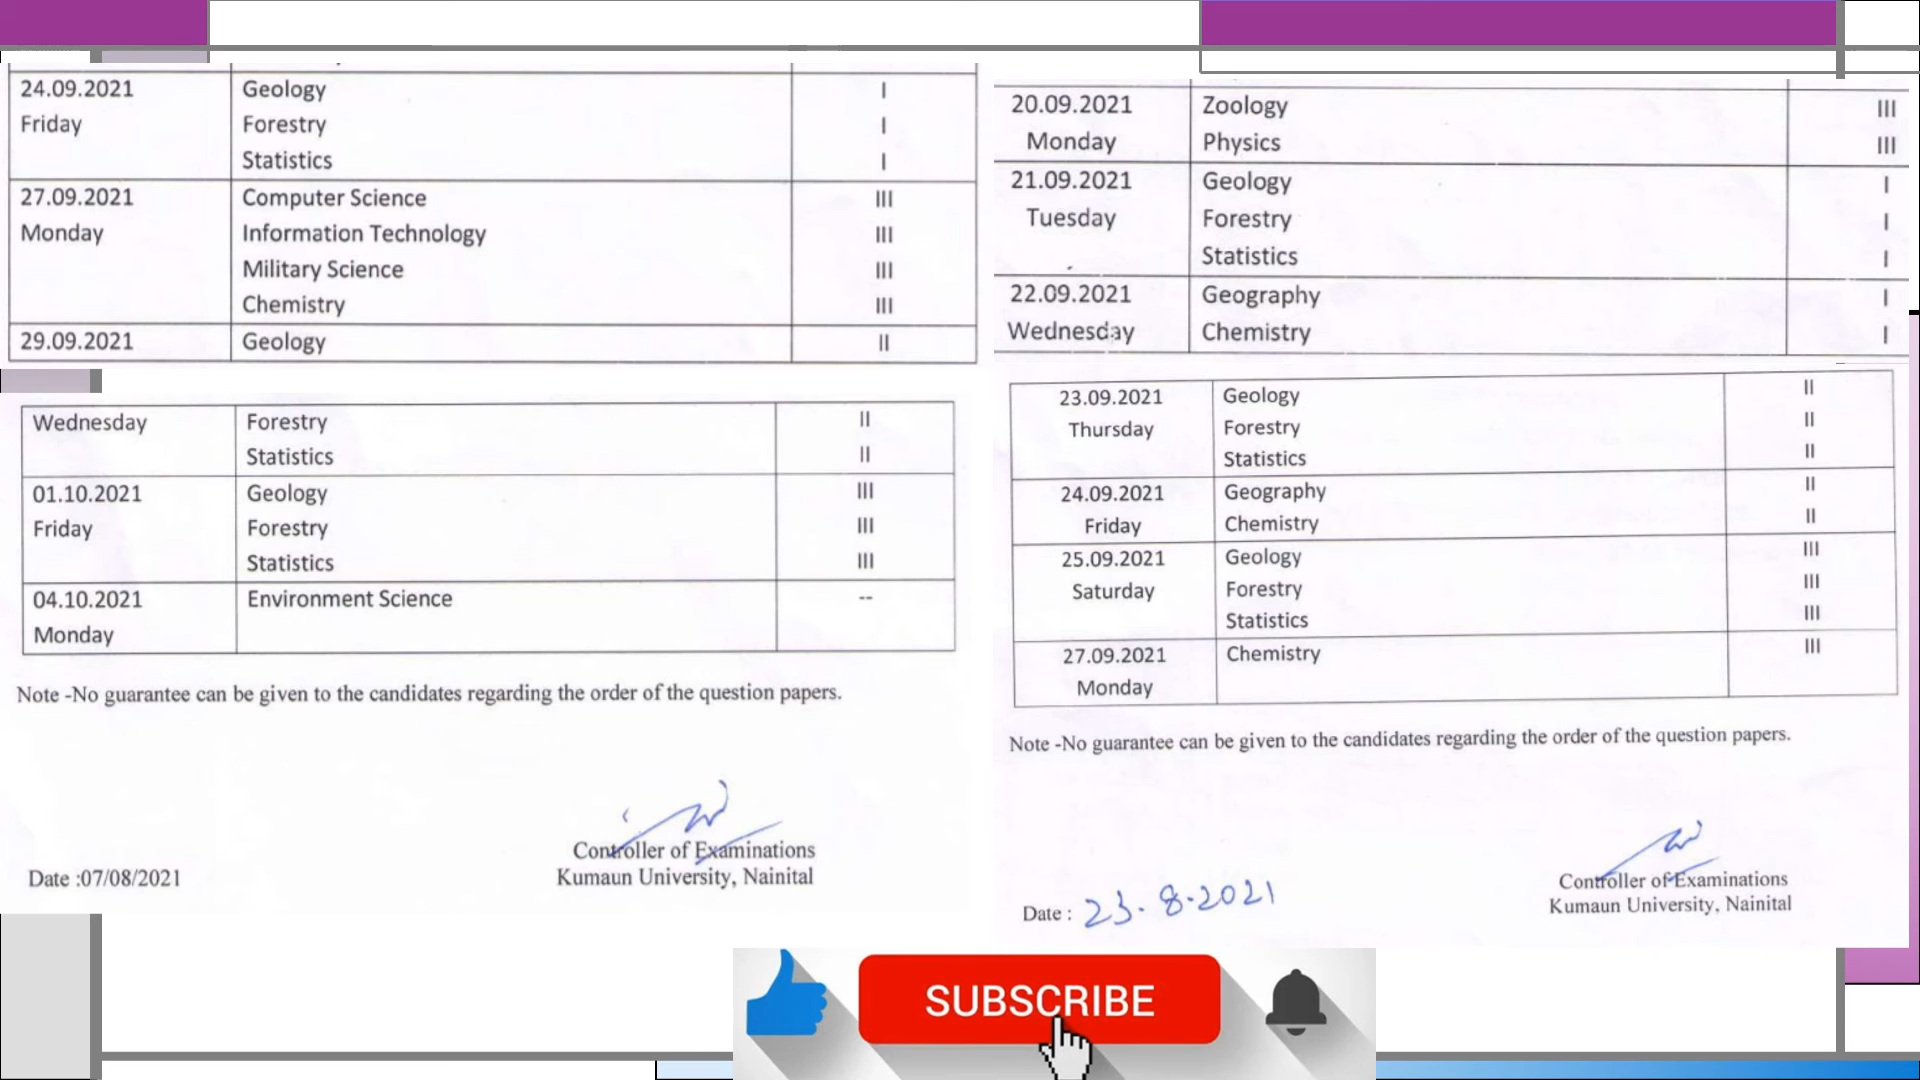 24.09.2021 Geology I
Friday Forestry I
Statistics I
27.09.2021 Computer Science III
Monday Information Technology III
Military Science III
Chemistry III
29.09.2021 Geology II
Wednesday Forestry II
Statistics II
01.10.2021 Geology III
Friday Forestry III
Statistics III
04.10.2021 Environment Science --
Monday
Note -No guarantee can be given to the candidates regarding the order of the question papers.
Controller of Examinations
Kumaun University, Nainital
Date :07/08/2021
20.09.2021 Zoology III
Monday Physics III
21.09.2021 Geology I
Tuesday Forestry I
Statistics I
22.09.2021 Geography I
Wednesday Chemistry I
23.09.2021 Geology II
Thursday Forestry II
Statistics II
24.09.2021 Geography II
Friday Chemistry II
25.09.2021 Geology III
Saturday Forestry III
Statistics III
27.09.2021 Chemistry III
Monday
Note -No guarantee can be given to the candidates regarding the order of the question papers.
Controller of Examinations
Kumaun University, Nainital
Date : 23.8.2021
SUBSCRIBE